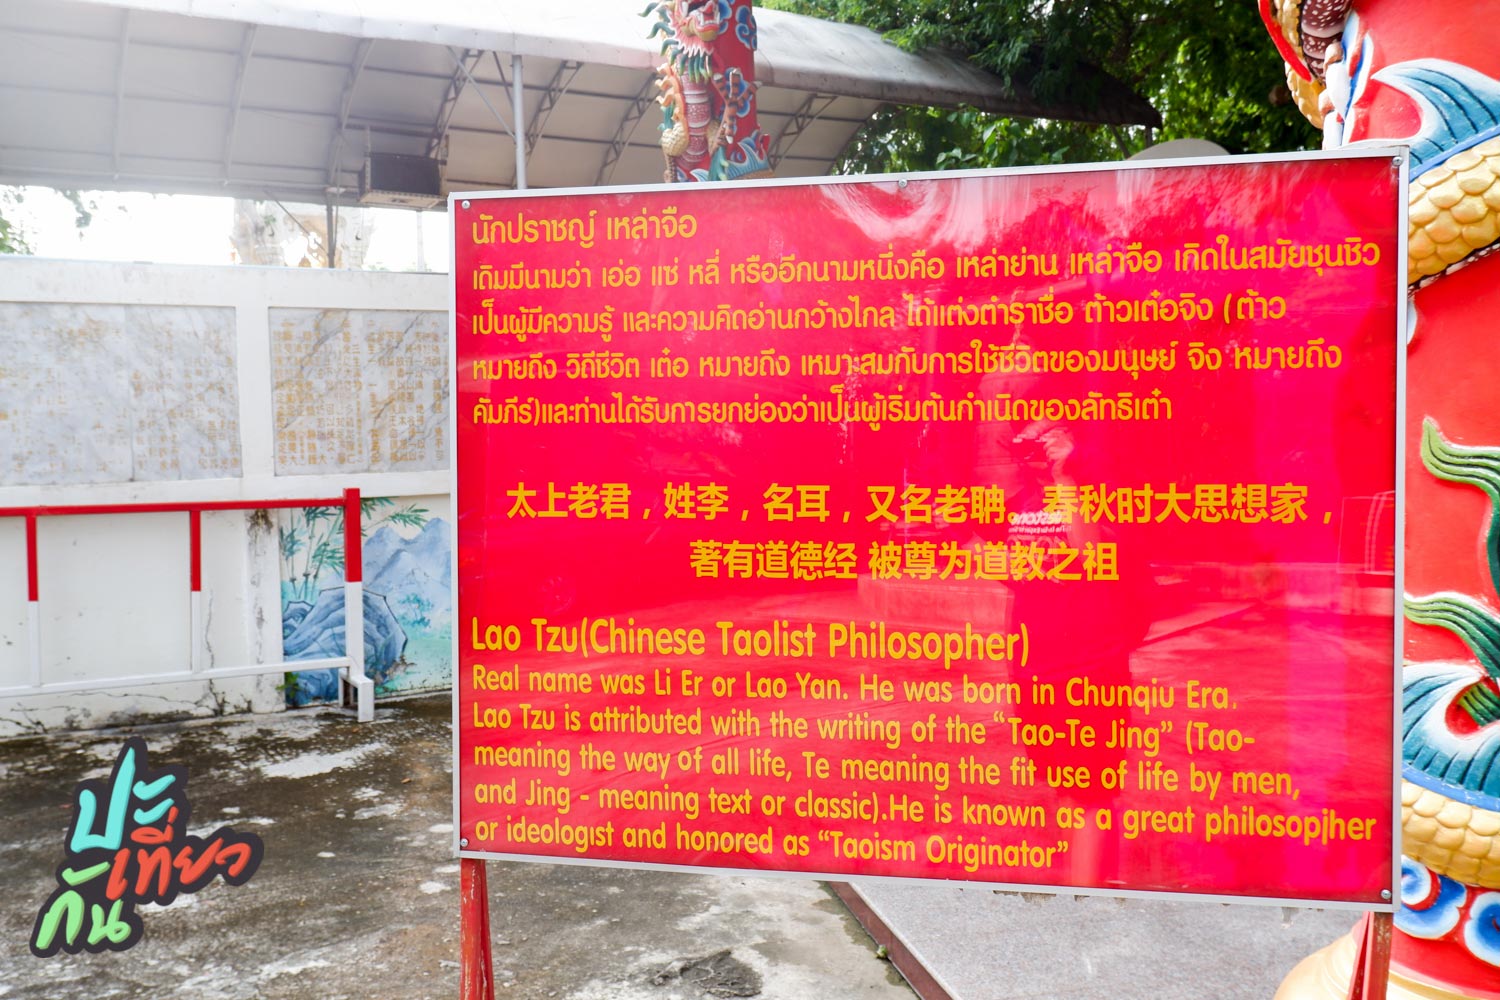 นักปราชญ์ เหล่าจือ
เดิมมีนามว่า เอ่อ แซ่ หลี่ หรืออีกนามหนึ่งคือ เหล่าย่าน เหล่าจือ เกิดในสมัยชุนชิว
เป็นผู้มีความรู้ และความคิดอ่านกว้างไกล ได้แต่งตำราชื่อ ต้าวเต๋อจิง (ต้าว
หมายถึง วิถีชีวิต เต๋อ หมายถึง เหมาะสมกับการใช้ชีวิตของมนุษย์ จิง หมายถึง
คัมภีร์)และท่านได้รับการยกย่องว่าเป็นผู้เริ่มต้นกำเนิดของลัทธิเต๋า
太上老君，姓李，名耳，又名老聃。春秋时大思想家，
著有道德经 被尊为道教之祖
Lao Tzu(Chinese Taolist Philosopher)
Real name was Li Er or Lao Yan. He was born in Chunqiu Era.
Lao Tzu is attributed with the writing of the “Tao-Te Jing” (Tao-
meaning the way of all life, Te meaning the fit use of life by men,
and Jing - meaning text or classic).He is known as a great philosopjher
or ideologist and honored as “Taoism Originator”
ปะ
เที่ยว
กัน